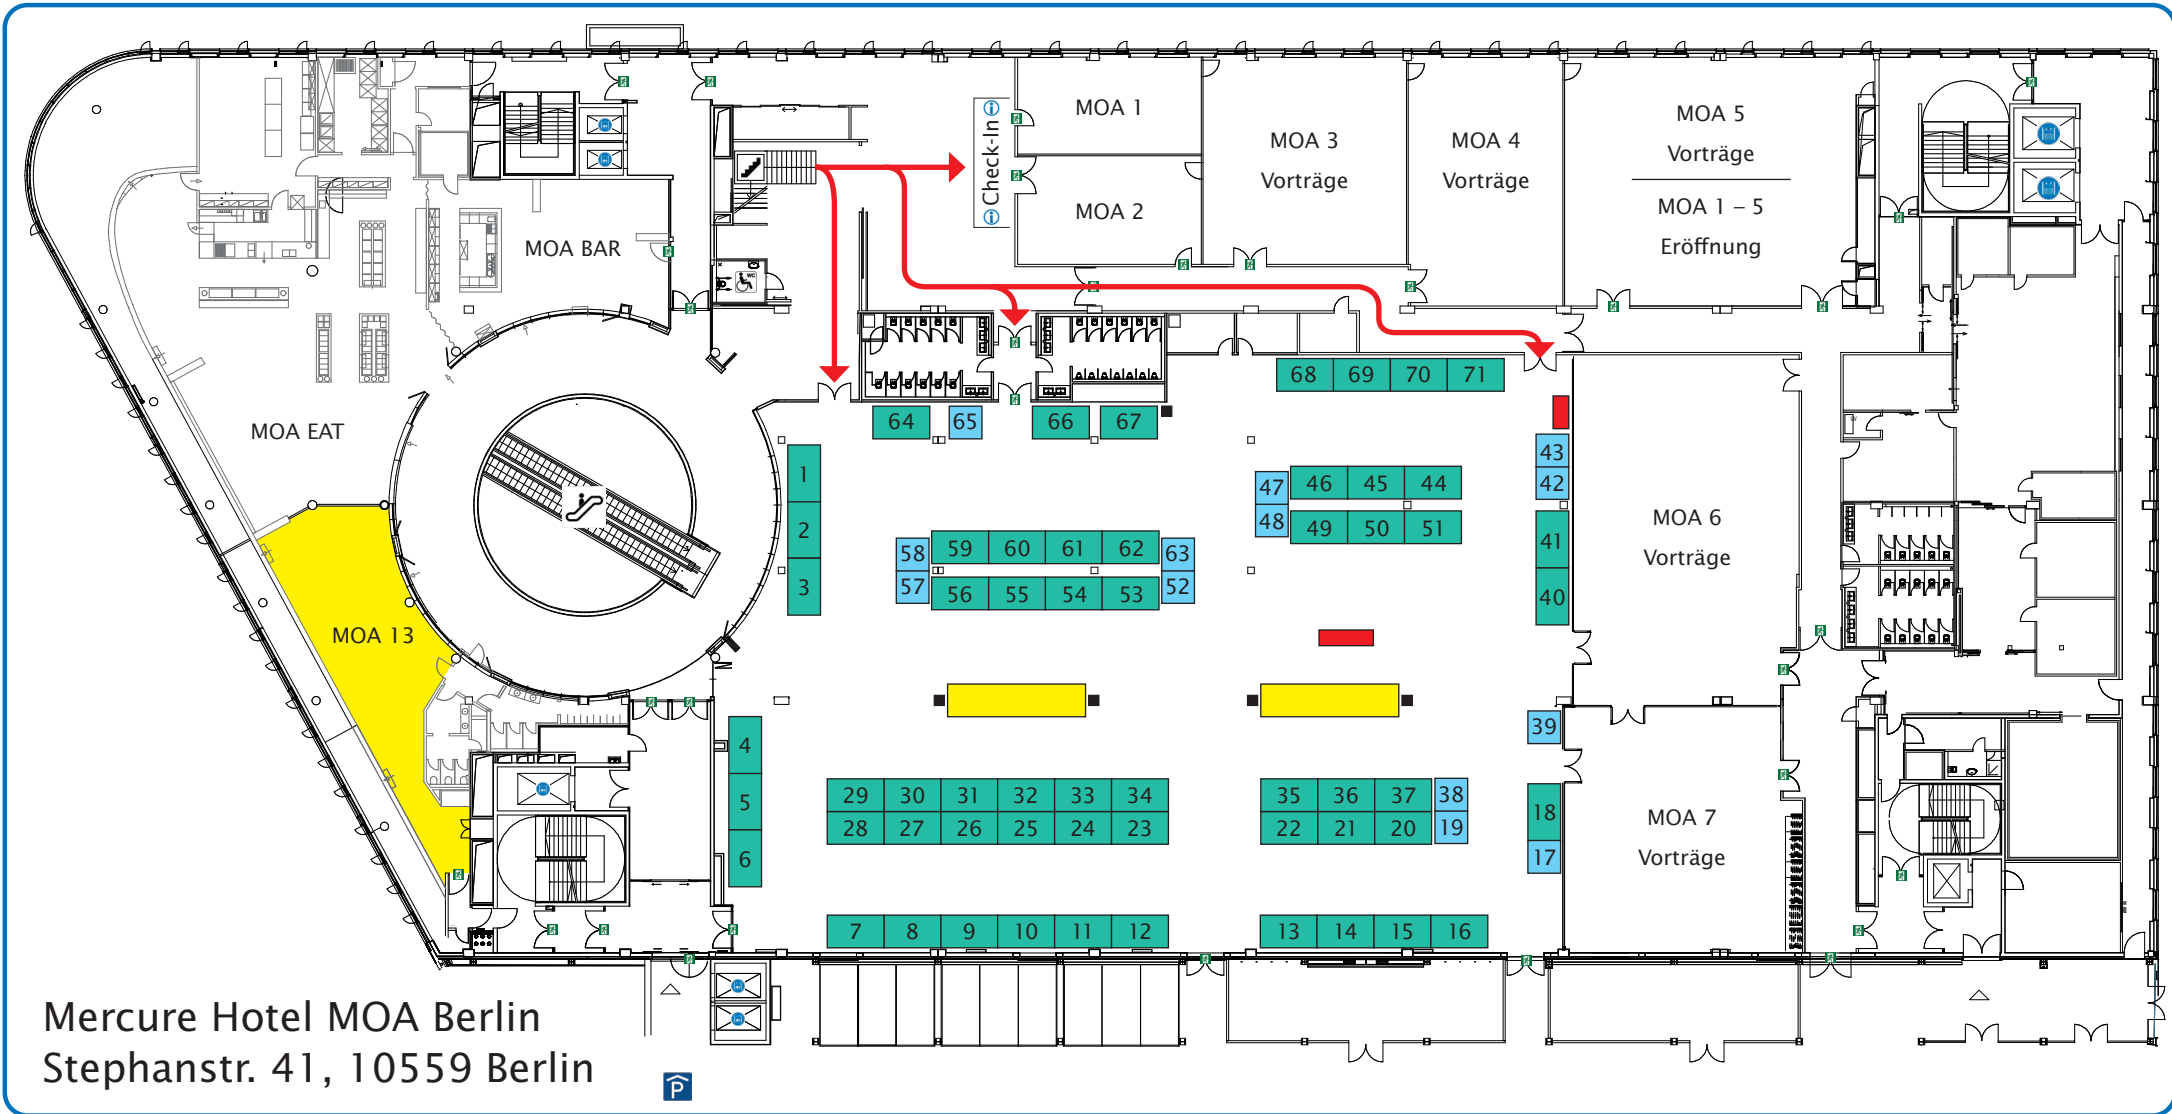 MOA 1
MOA 2
Check-In
MOA 3
Vorträge
MOA 4
Vorträge
MOA 5
Vorträge
MOA 1 – 5
Eröffnung
MOA BAR
WC
MOA EAT
MOA 13
MOA 6
Vorträge
MOA 7
Vorträge
68 69 70 71
64 65 66 67
1
2
3
4
5
6
43
42
41
40
47 46 45 44
48 49 50 51
58 59 60 61 62 63
57 56 55 54 53 52
39
29 30 31 32 33 34
28 27 26 25 24 23
35 36 37 38
22 21 20 19
18
17
7 8 9 10 11 12
13 14 15 16
Mercure Hotel MOA Berlin
Stephanstr. 41, 10559 Berlin
P